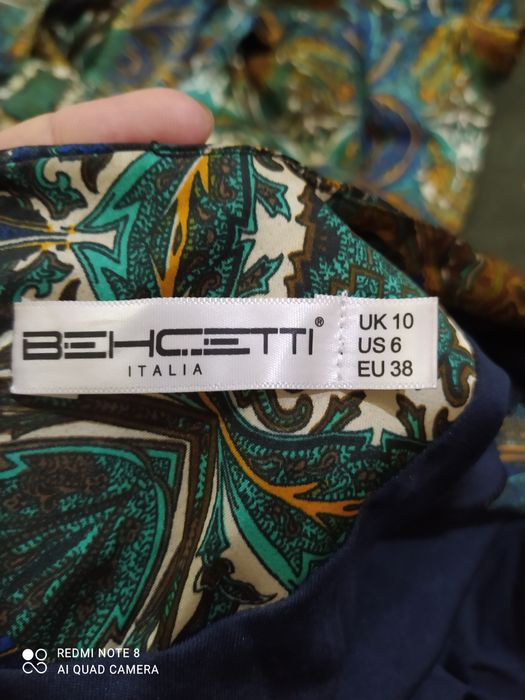 BEHCETTI®
ITALIA
UK 10
US 6
EU 38
REDMI NOTE 8
AI QUAD CAMERA